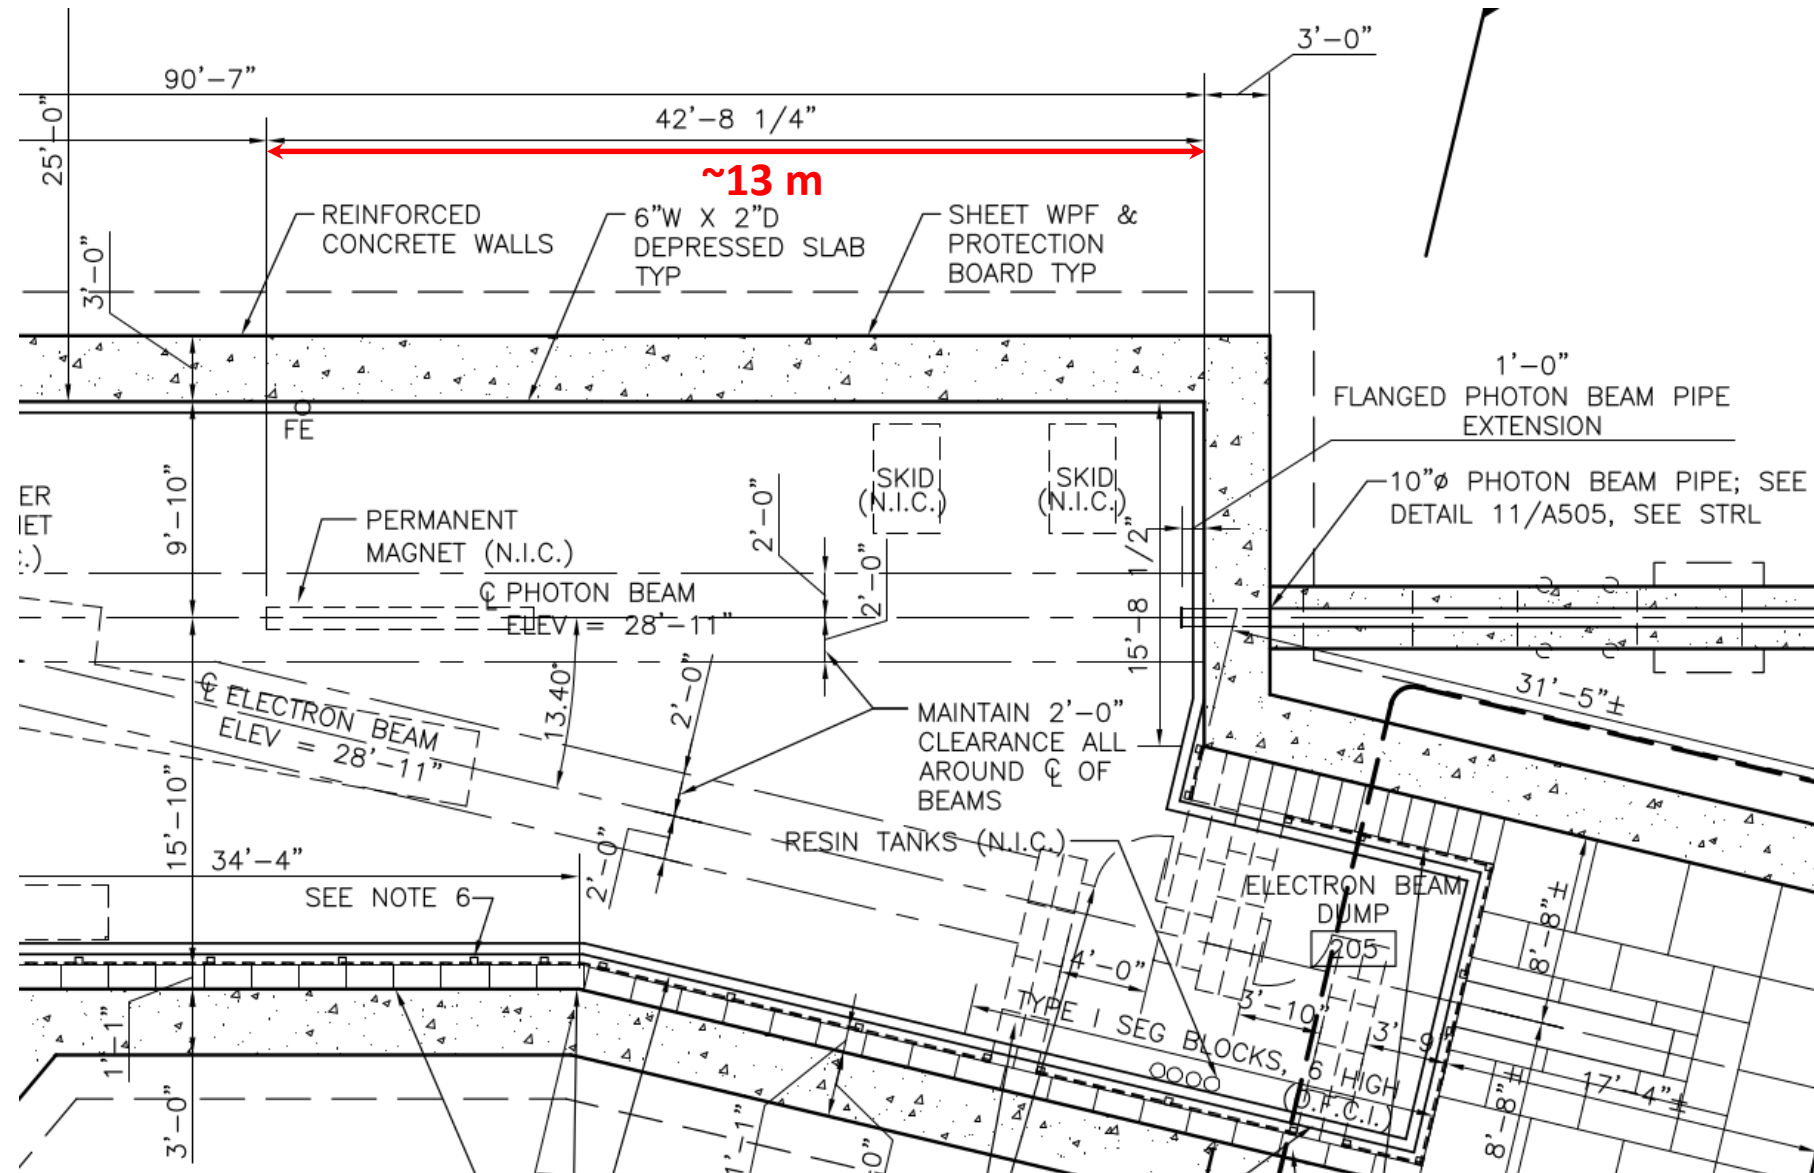 3'-0"
90'-7"
42'-8 1/4"
25'-0"
~13 m
REINFORCED
CONCRETE WALLS
6"W X 2"D
DEPRESSED SLAB
TYP
SHEET WPF &
PROTECTION
BOARD TYP
3'-0"
1'-0"
FLANGED PHOTON BEAM PIPE
EXTENSION
FE
SKID
(N.I.C.)
SKID
(N.I.C.)
10"ø PHOTON BEAM PIPE; SEE
DETAIL 11/A505, SEE STRL
ER
ET
.)
9'-10"
PERMANENT
MAGNET (N.I.C.)
2'-0"
2'-0"
15'-8 1/2"
℄ PHOTON BEAM
ELEV = 28'-11"
13.40°
2'-0"
℄ ELECTRON BEAM
ELEV = 28'-11"
31'-5"±
MAINTAIN 2'-0"
CLEARANCE ALL
AROUND ℄ OF
BEAMS
15'-10"
34'-4"
2'-0"
RESIN TANKS (N.I.C.)
SEE NOTE 6
ELECTRON BEAM
DUMP
205
8'-8"±
4'-0"
3'-10"
3'-9"
TYPE I SEG BLOCKS, 6 HIGH
(O.F.C.I.)
17'-4"±
8'-8"±
1'-1"
3'-0"
1'-1"